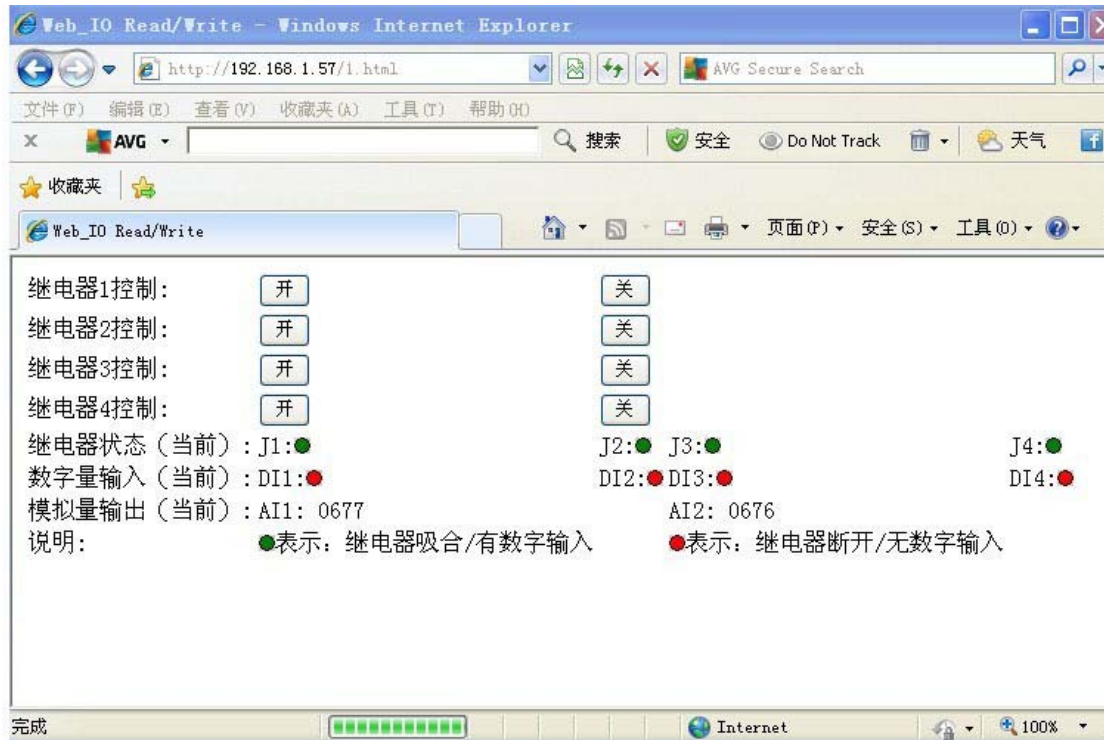 Web_IO Read/Write - Windows Internet Explorer
http://192.168.1.57/1.html AVG Secure Search
文件(F) 编辑(E) 查看(V) 收藏夹(A) 工具(T) 帮助(H)
x AVG 搜索 安全 Do Not Track 天气 f
收藏夹
Web_IO Read/Write 页面(P) 安全(S) 工具(O)
继电器1控制: 开 关
继电器2控制: 开 关
继电器3控制: 开 关
继电器4控制: 开 关
继电器状态（当前）: J1: J2: J3: J4:
数字量输入（当前）: DI1: DI2: DI3: DI4:
模拟量输出（当前）: AI1: 0677 AI2: 0676
说明: 表示：继电器吸合/有数字输入 表示：继电器断开/无数字输入
完成 Internet 100%